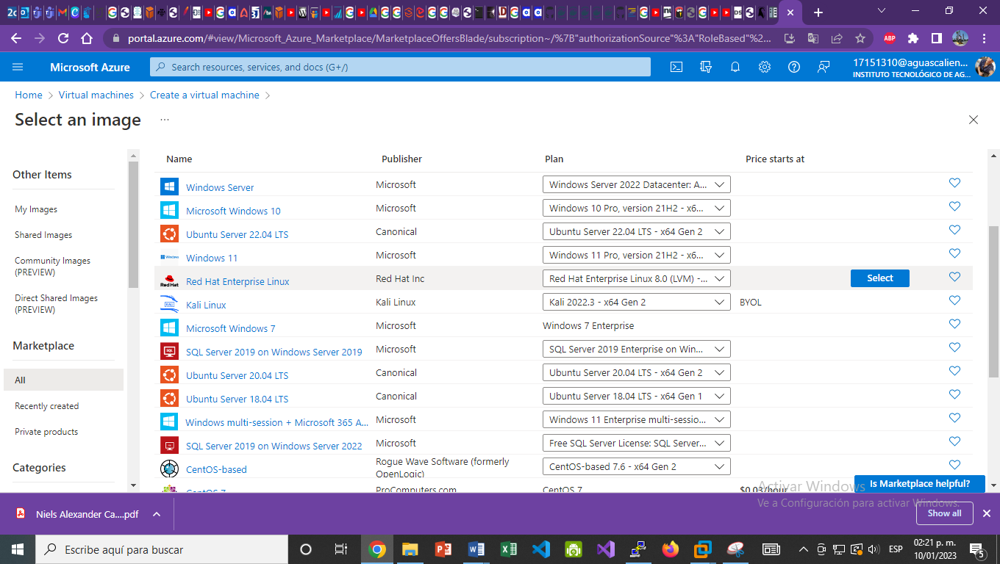 portal.azure.com/#view/Microsoft_Azure_Marketplace/MarketplaceOffersBlade/subscription~/%7B"authorizationSource"%3A"RoleBased"%2...
ABP
Microsoft Azure
Search resources, services, and docs (G+/)
17151310@aguascalien...
INSTITUTO TECNOLÓGICO DE AG...
Home > Virtual machines > Create a virtual machine >
Select an image ...
Other Items
My Images
Shared Images
Community Images
(PREVIEW)
Direct Shared Images
(PREVIEW)
Marketplace
All
Recently created
Private products
Categories
Name Publisher Plan Price starts at
Windows Server Microsoft Windows Server 2022 Datacenter: A...
Microsoft Windows 10 Microsoft Windows 10 Pro, version 21H2 - x6...
Ubuntu Server 22.04 LTS Canonical Ubuntu Server 22.04 LTS - x64 Gen 2
Windows 11 Microsoft Windows 11 Pro, version 21H2 - x6...
Red Hat Red Hat Enterprise Linux Red Hat Inc Red Hat Enterprise Linux 8.0 (LVM) -... Select
KALI Kali Linux Kali Linux Kali 2022.3 - x64 Gen 2 BYOL
Microsoft Windows 7 Microsoft Windows 7 Enterprise
SQL SQL Server 2019 on Windows Server 2019 Microsoft SQL Server 2019 Enterprise on Win...
Ubuntu Server 20.04 LTS Canonical Ubuntu Server 20.04 LTS - x64 Gen 2
Ubuntu Server 18.04 LTS Canonical Ubuntu Server 18.04 LTS - x64 Gen 1
Windows multi-session + Microsoft 365 A... Microsoft Windows 11 Enterprise multi-sessio...
SQL Server 2019 on Windows Server 2022 Microsoft Free SQL Server License: SQL Server...
CentOS-based Rogue Wave Software (formerly OpenLogic) CentOS-based 7.6 - x64 Gen 2
CentOS 7 ProComputers.com CentOS 7 $0.03/hour
Is Marketplace helpful?
Activar Windows
Ve a Configuración para activar Windows.
Niels Alexander Ca....pdf
Show all
Escribe aquí para buscar
ESP
02:21 p. m.
10/01/2023
5